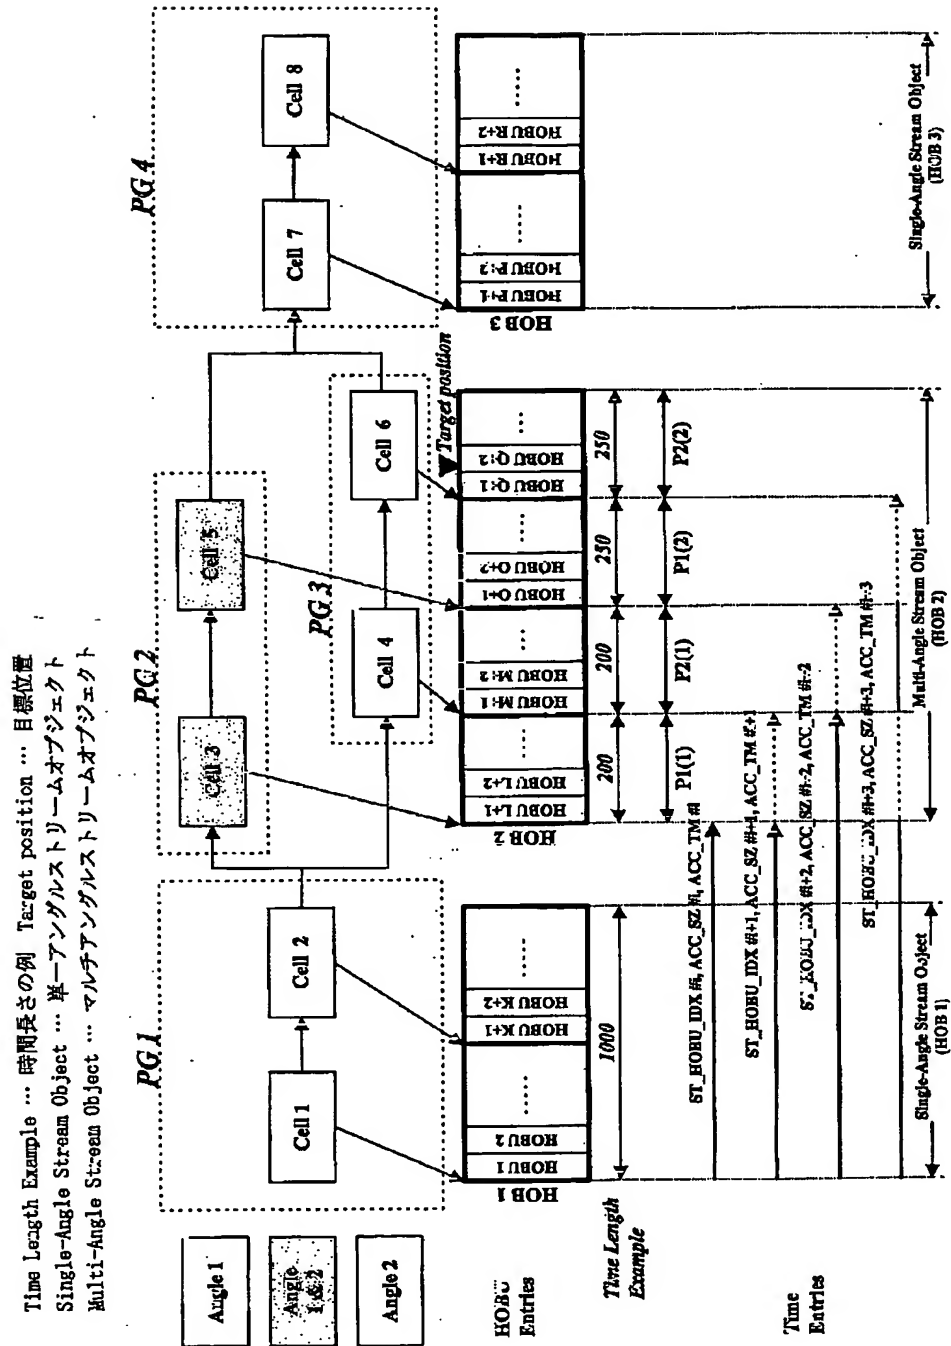 Time Length Example … 時間長さの例　Target position … 目標位置
Single-Angle Stream Object … 単一アングルストリームオブジェクト
Multi-Angle Stream Object … マルチアングルストリームオブジェクト
Angle 1
Angle 1 & 2
Angle 2
PG 1
Cell 1
Cell 2
PG 2
Cell 3
Cell 5
PG 3
Cell 4
Cell 6
PG 4
Cell 7
Cell 8
Target position
HOBU Entries
HOB 1
HOBU 1
HOBU 2
.....
HOBU K+1
HOBU K+2
.....
HOB 2
HOBU L+1
HOBU L+2
...
HOBU M+1
HOBU M+2
...
HOBU O+1
HOBU O+2
...
HOBU Q+1
HOBU Q+2
...
HOB 3
HOBU P+1
HOBU P+2
.....
HOBU R+1
HOBU R+2
.....
Time Length Example
1000
200
200
250
250
P1(1)
P2(1)
P1(2)
P2(2)
Time Entries
ST_HOBU_IDX #i, ACC_SZ #i, ACC_TM #i
ST_HOBU_IDX #i+1, ACC_SZ #i+1, ACC_TM #i+1
ST_HOBU_IDX #i+2, ACC_SZ #i+2, ACC_TM #i+2
ST_HOBU_IDX #i+3, ACC_SZ #i+3, ACC_TM #i+3
Single-Angle Stream Object
(HOB 1)
Multi-Angle Stream Object
(HOB 2)
Single-Angle Stream Object
(HOB 3)